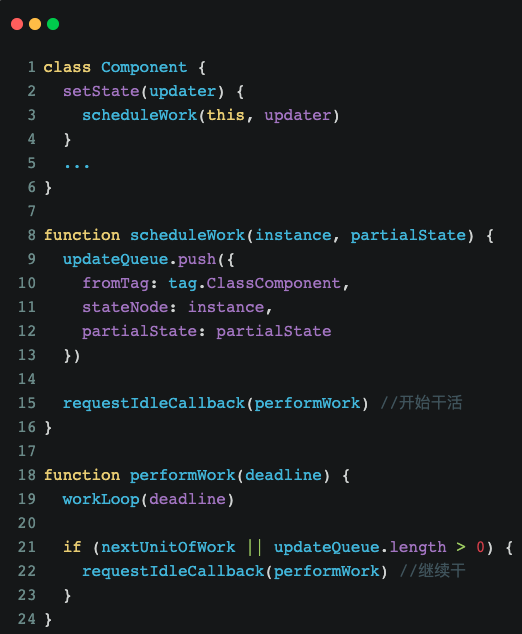 1 class Component {
2   setState(updater) {
3     scheduleWork(this, updater)
4   }
5   ...
6 }
7
8 function scheduleWork(instance, partialState) {
9   updateQueue.push({
10     fromTag: tag.ClassComponent,
11     stateNode: instance,
12     partialState: partialState
13   })
14
15   requestIdleCallback(performWork) //开始干活
16 }
17
18 function performWork(deadline) {
19   workLoop(deadline)
20
21   if (nextUnitOfWork || updateQueue.length > 0) {
22     requestIdleCallback(performWork) //继续干
23   }
24 }